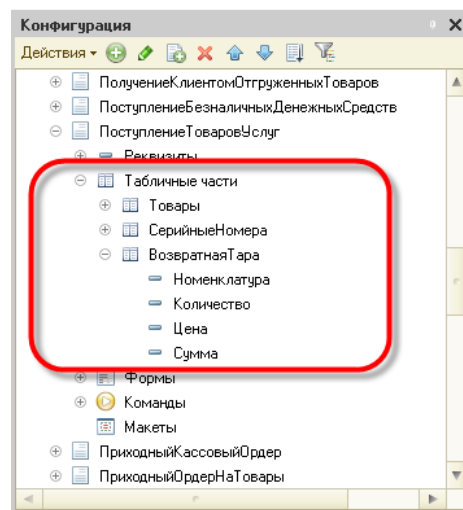 Конфигурация
Действия
ПолучениеКлиентомОтгруженныхТоваров
ПоступлениеБезналичныхДенежныхСредств
ПоступлениеТоваровУслуг
Реквизиты
Табличные части
Товары
СерийныеНомера
ВозвратнаяТара
Номенклатура
Количество
Цена
Сумма
Формы
Команды
Макеты
ПриходныйКассовыйОрдер
ПриходныйОрдерНаТовары